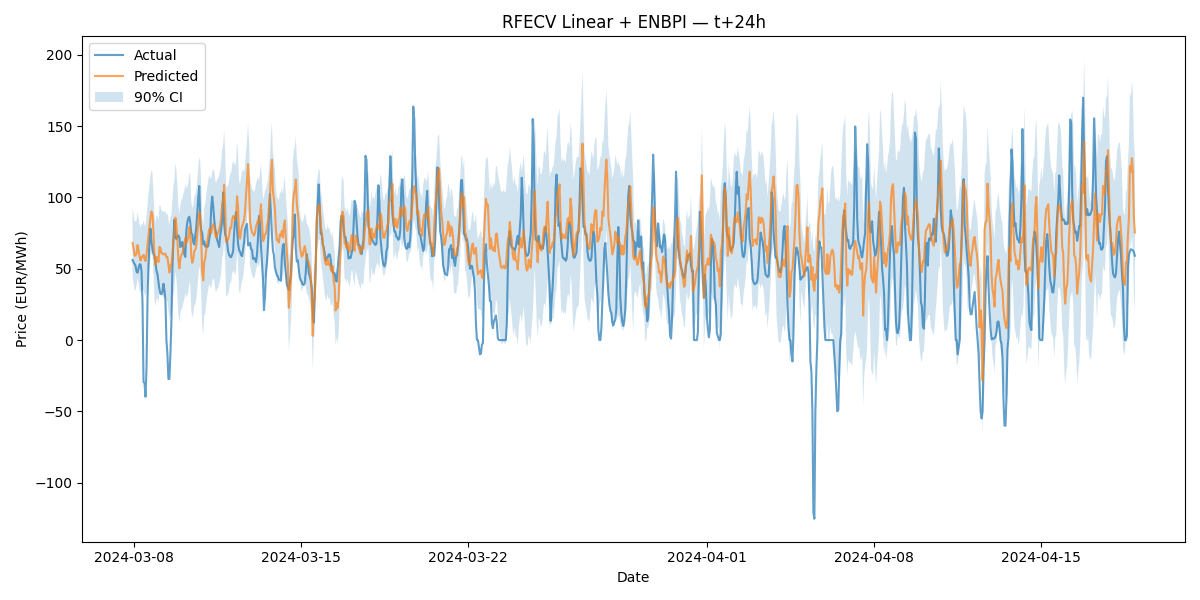 RFECV Linear + ENBPI — t+24h
Actual
Predicted
90% CI
200
150
100
50
0
−50
−100
Price (EUR/MWh)
2024-03-08 2024-03-15 2024-03-22 2024-04-01 2024-04-08 2024-04-15
Date